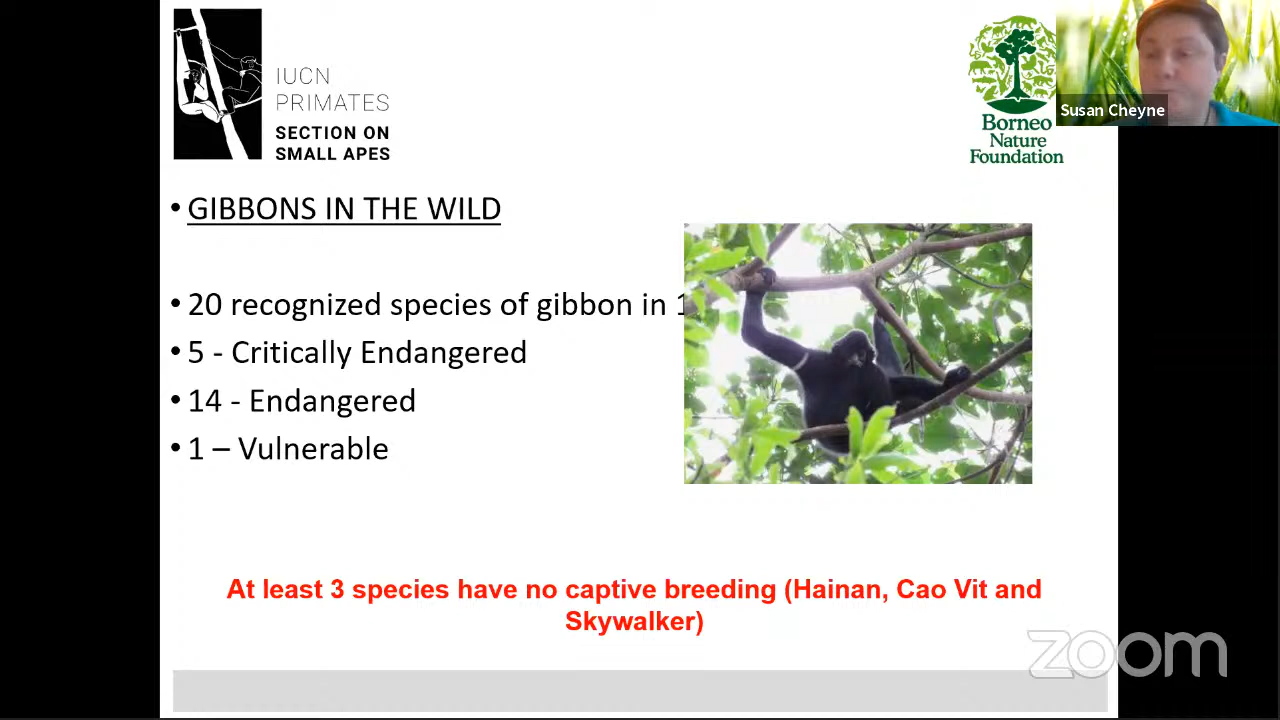 IUCN
PRIMATES
SECTION ON
SMALL APES
Borneo
Nature
Foundation
Susan Cheyne
• GIBBONS IN THE WILD
• 20 recognized species of gibbon in
• 5 - Critically Endangered
• 14 - Endangered
• 1 – Vulnerable
At least 3 species have no captive breeding (Hainan, Cao Vit and
Skywalker)
zoom